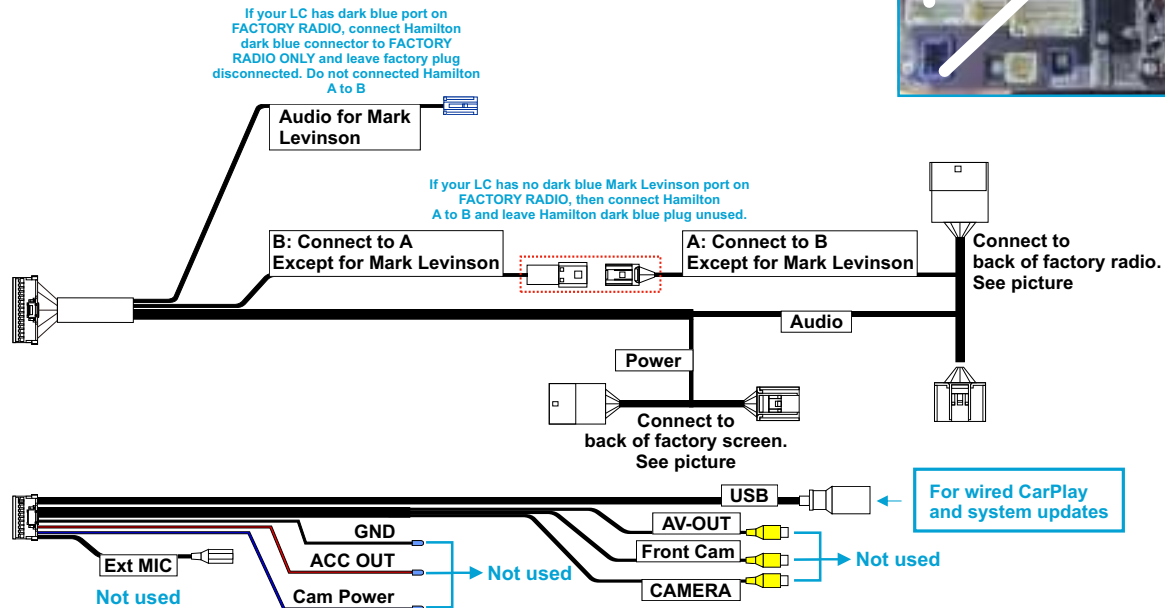 If your LC has dark blue port on
FACTORY RADIO, connect Hamilton
dark blue connector to FACTORY
RADIO ONLY and leave factory plug
disconnected. Do not connected Hamilton
A to B
Audio for Mark
Levinson
If your LC has no dark blue Mark Levinson port on
FACTORY RADIO, then connect Hamilton
A to B and leave Hamilton dark blue plug unused.
B: Connect to A
Except for Mark Levinson
A: Connect to B
Except for Mark Levinson
Connect to
back of factory radio.
See picture
Audio
Power
Connect to
back of factory screen.
See picture
USB
For wired CarPlay
and system updates
AV-OUT
GND
Front Cam
Not used
Ext MIC
ACC OUT
Not used
CAMERA
Not used
Cam Power